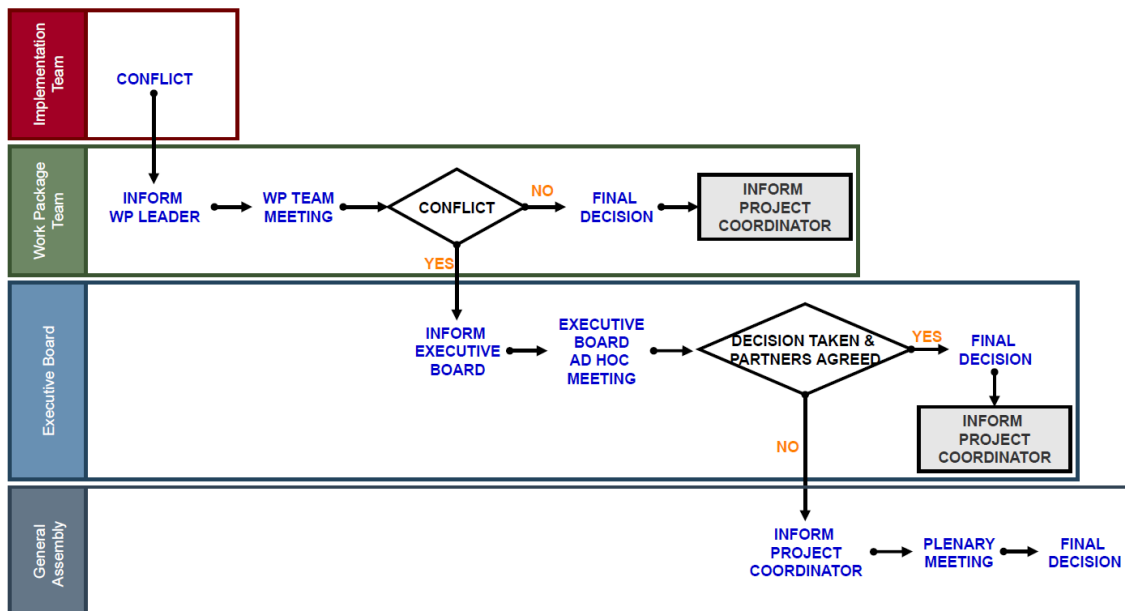 Implementation
Team
CONFLICT
Work Package
Team
INFORM
WP LEADER
WP TEAM
MEETING
CONFLICT
NO
YES
FINAL
DECISION
INFORM
PROJECT
COORDINATOR
Executive Board
INFORM
EXECUTIVE
BOARD
EXECUTIVE
BOARD
AD HOC
MEETING
DECISION TAKEN &
PARTNERS AGREED
YES
NO
FINAL
DECISION
INFORM
PROJECT
COORDINATOR
General
Assembly
INFORM
PROJECT
COORDINATOR
PLENARY
MEETING
FINAL
DECISION